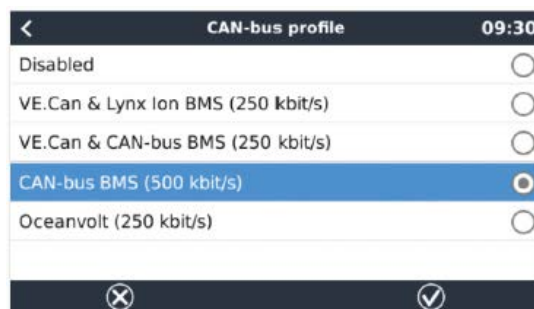 CAN-bus profile 09:30
Disabled
VE.Can & Lynx Ion BMS (250 kbit/s)
VE.Can & CAN-bus BMS (250 kbit/s)
CAN-bus BMS (500 kbit/s)
Oceanvolt (250 kbit/s)